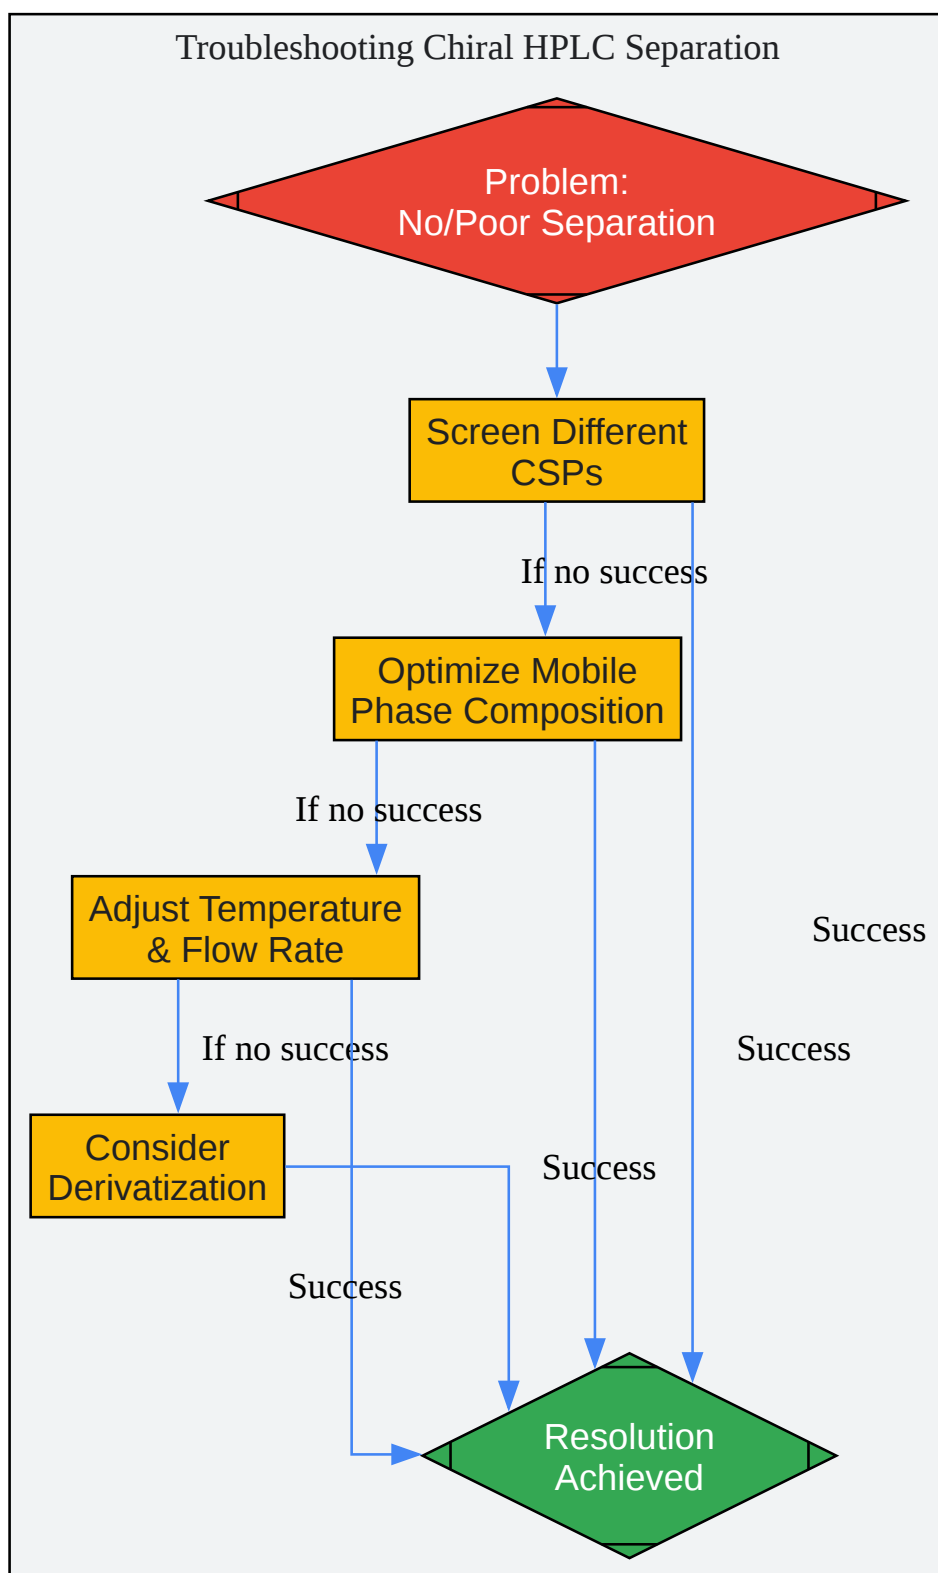 Troubleshooting Chiral HPLC Separation
Problem:
No/Poor Separation
Screen Different
CSPs
If no success
Optimize Mobile
Phase Composition
If no success
Adjust Temperature
& Flow Rate
Success
If no success
Success
Consider
Derivatization
Success
Success
Resolution
Achieved